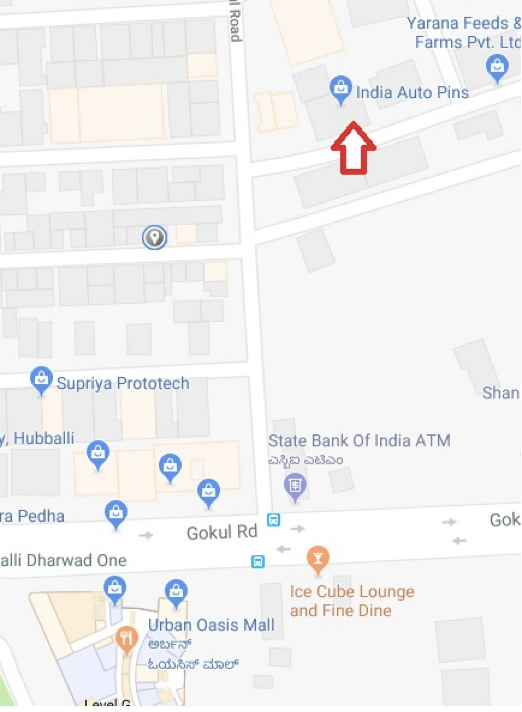 l Road
Yarana Feeds &
Farms Pvt. Ltd
India Auto Pins
Supriya Prototech
y, Hubballi
State Bank Of India ATM
ಎಸ್ಬಿಐ ಎಟಿಎಂ
ra Pedha
Gokul Rd
Shan
Gok
alli Dharwad One
Ice Cube Lounge
and Fine Dine
Urban Oasis Mall
ಅರ್ಬನ್
ಓಯಸಿಸ್ ಮಾಲ್
Level G